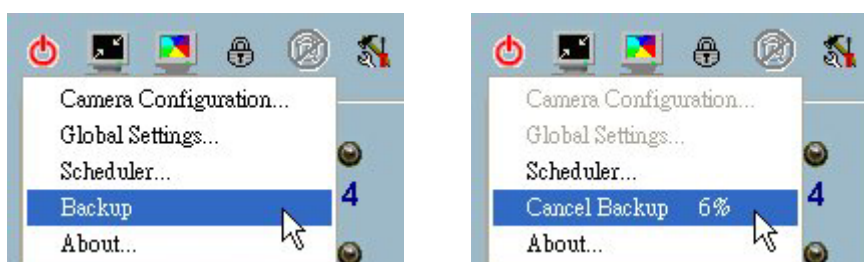 Camera Configuration...
Global Settings...
Scheduler...
Backup
About...
4
Camera Configuration...
Global Settings...
Scheduler...
Cancel Backup 6%
About...
4